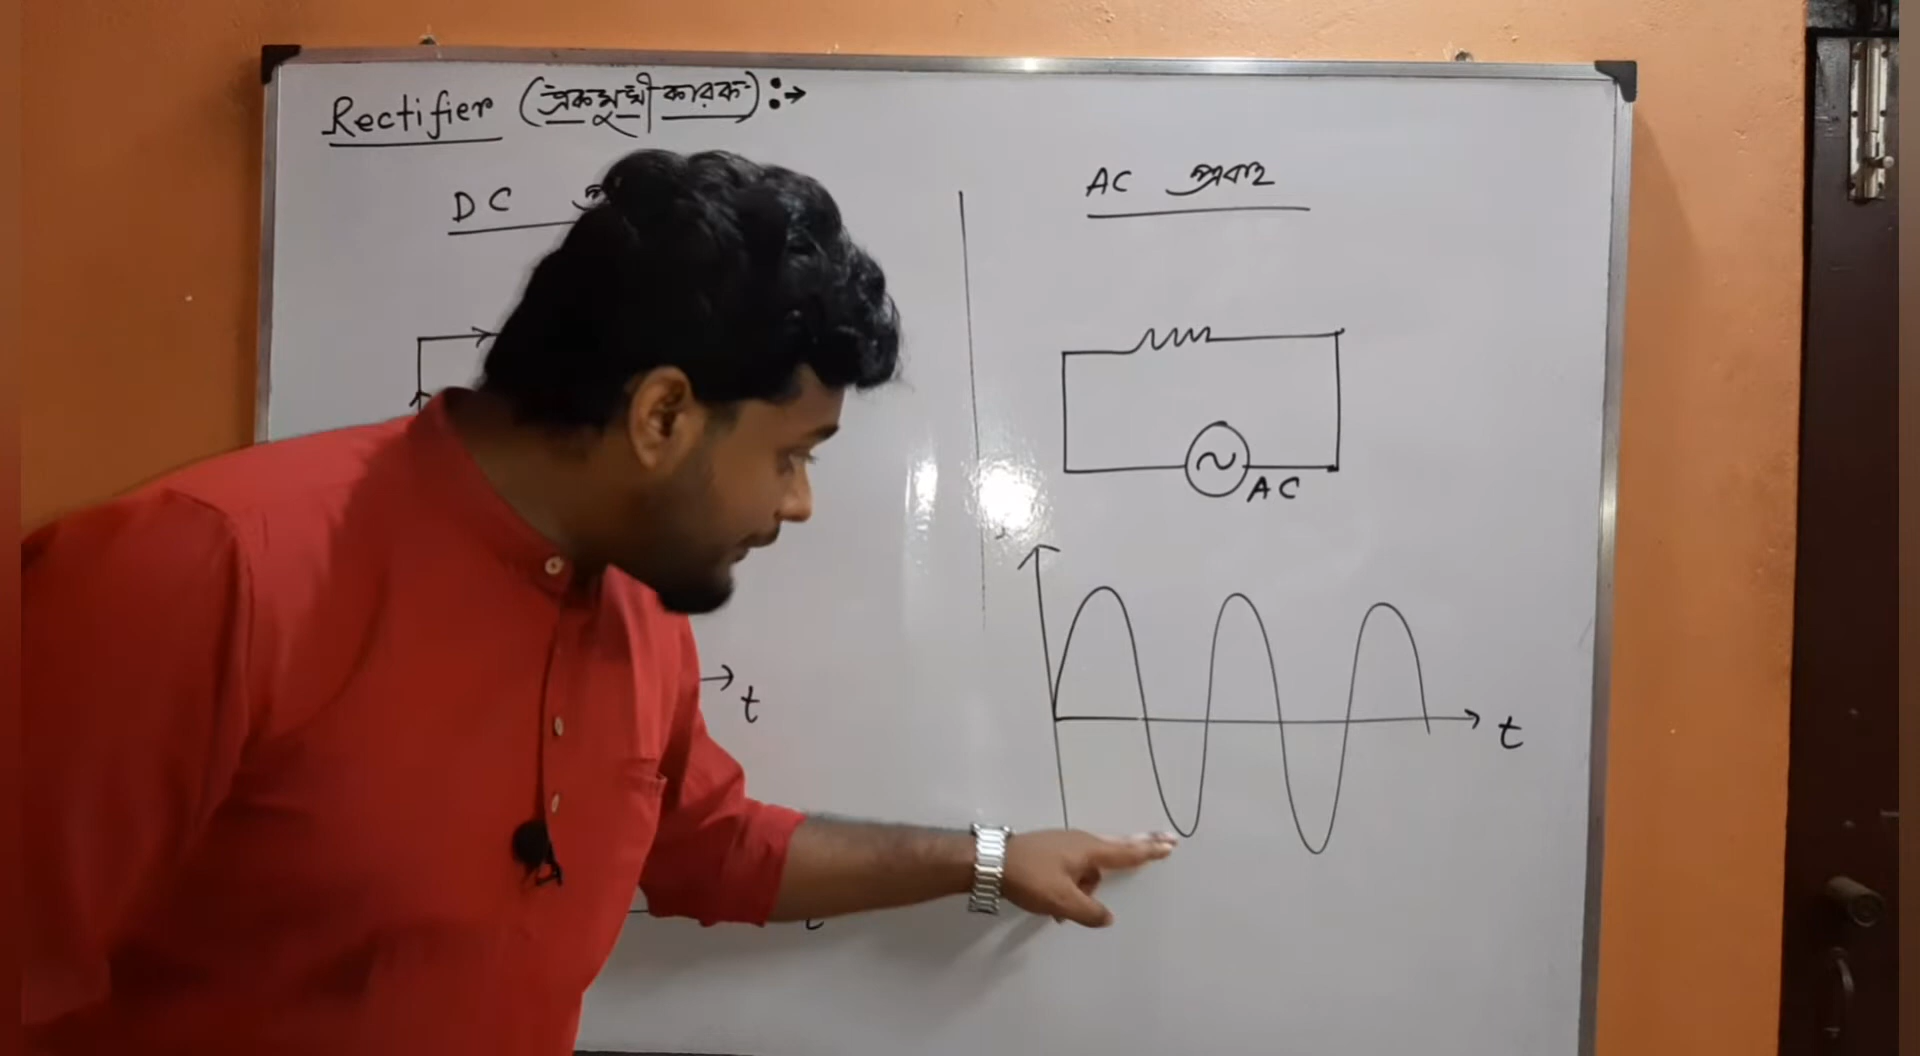 Rectifier (একমুখী কারক):→
DC
AC প্রবাহ
AC
t
t